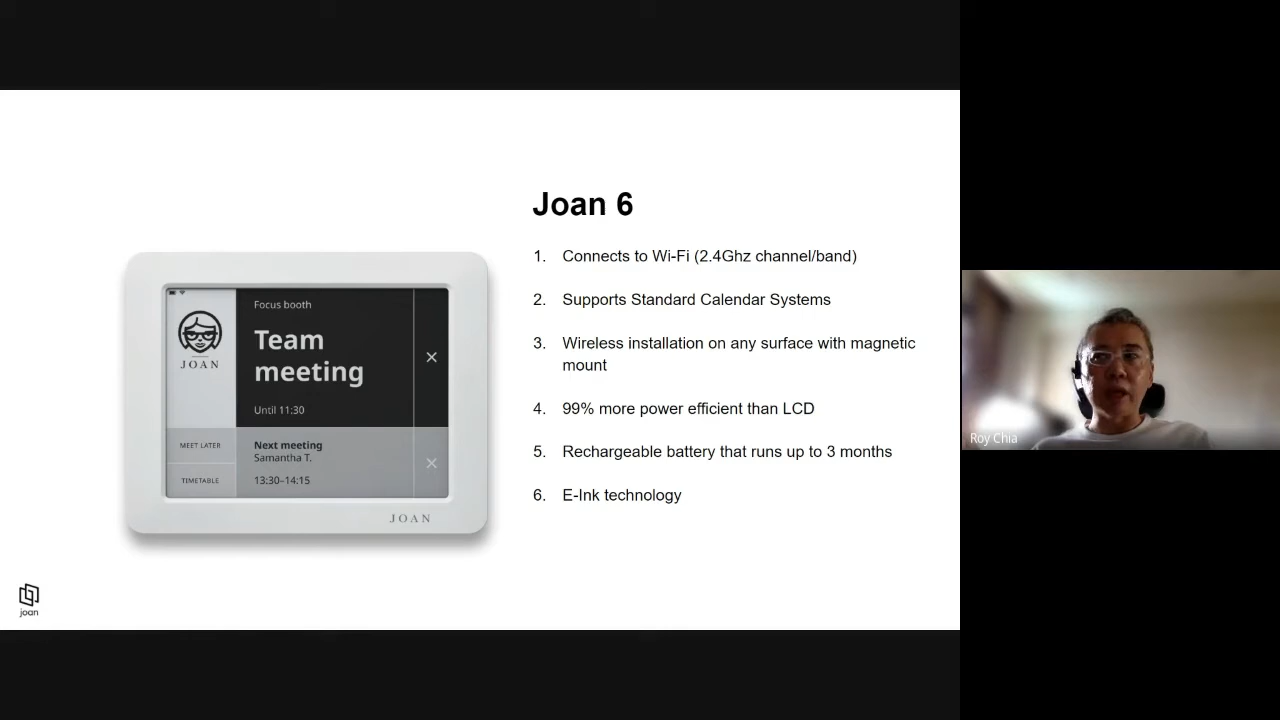 Joan 6
1. Connects to Wi-Fi (2.4Ghz channel/band)
2. Supports Standard Calendar Systems
3. Wireless installation on any surface with magnetic
mount
4. 99% more power efficient than LCD
5. Rechargeable battery that runs up to 3 months
6. E-Ink technology
JOAN
MEET LATER
TIMETABLE
Focus booth
Team
meeting
Until 11:30
Next meeting
Samantha T.
13:30–14:15
JOAN
joan
Roy Chia